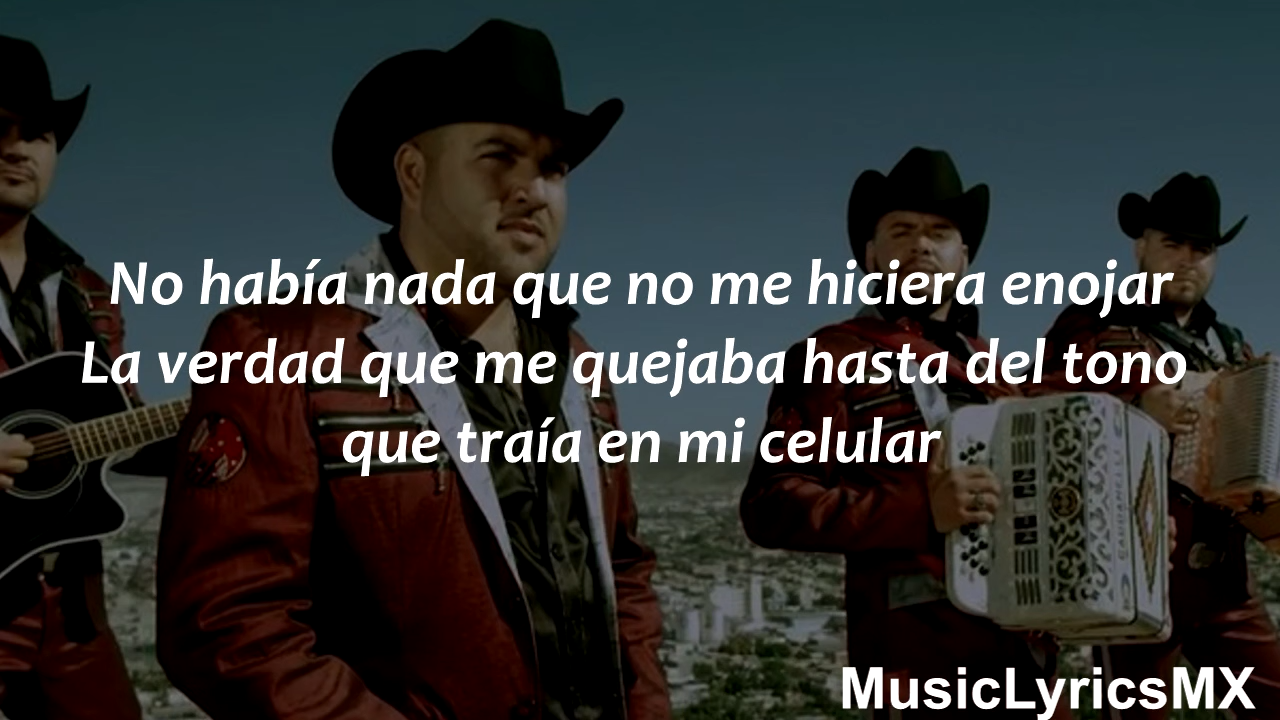 No había nada que no me hiciera enojar
La verdad que me quejaba hasta del tono
que traía en mi celular
MusicLyricsMX